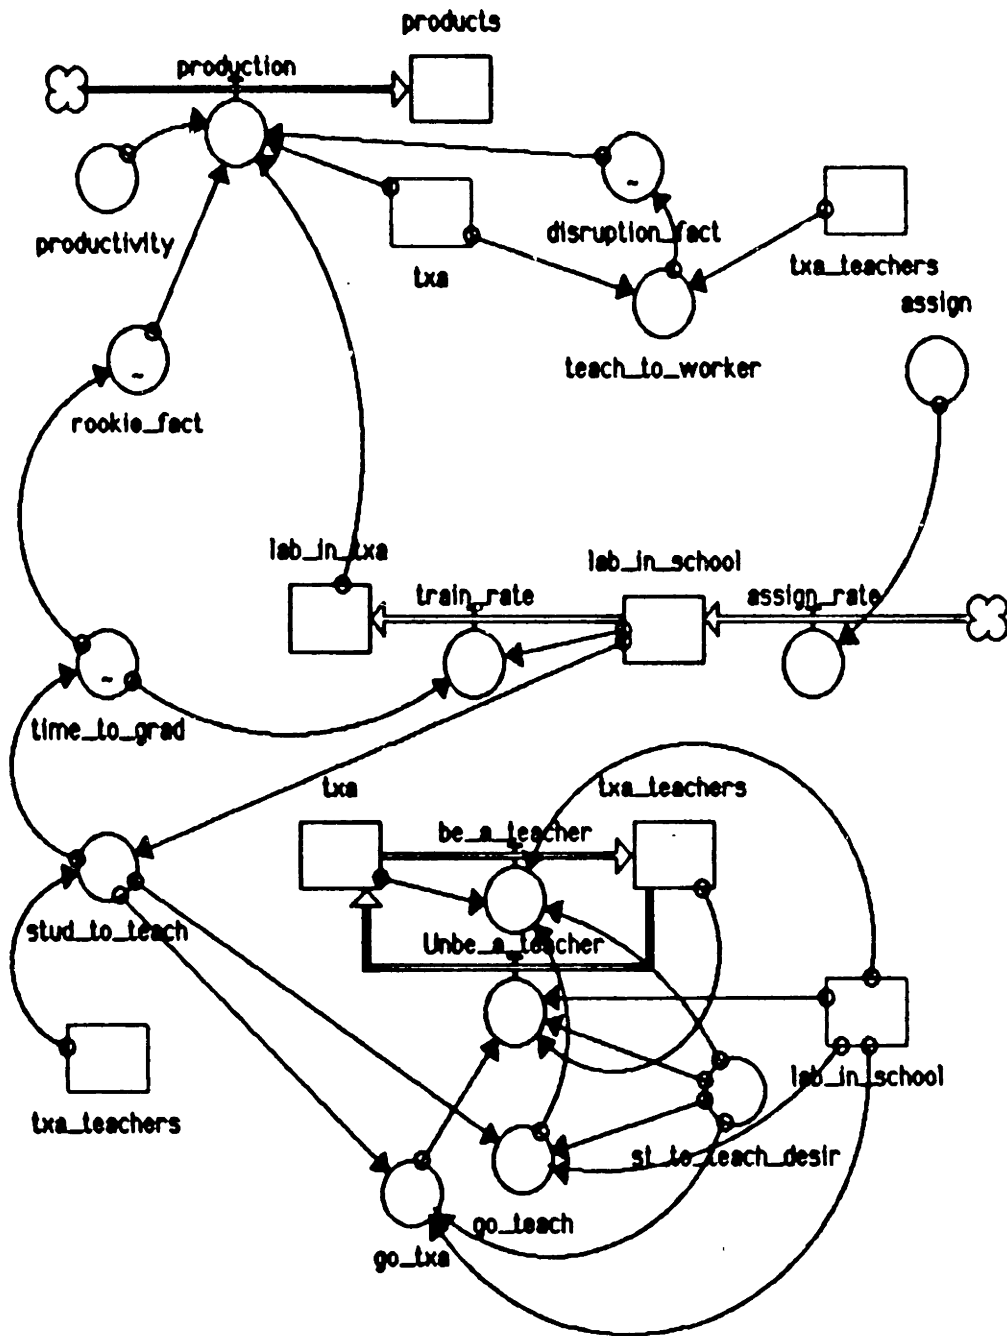 products
production
productivity
txa
disruption_fact
txa_teachers
assign
teach_to_worker
rookie_fact
lab_in_txa
lab_in_school
train_rate
assign_rate
time_to_grad
txa
txa_teachers
be_a_teacher
stud_to_teach
Unbe_a_teacher
lab_in_school
txa_teachers
st_to_teach_desir
go_teach
go_txa
~
~
~